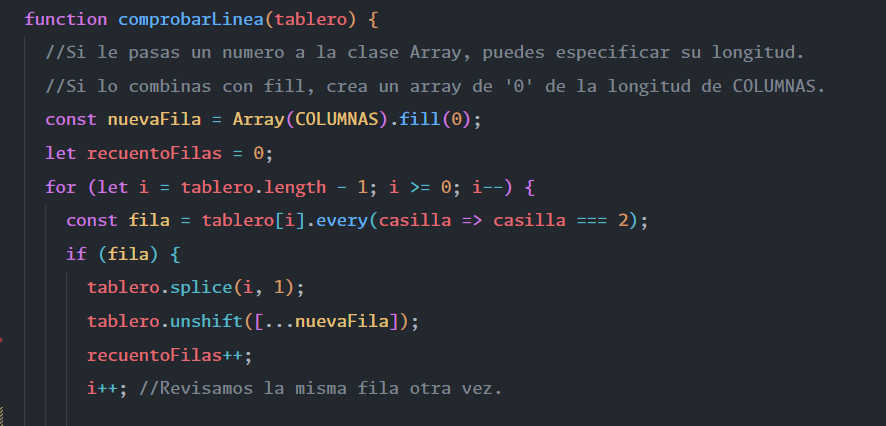 function comprobarLinea(tablero) {
//Si le pasas un numero a la clase Array, puedes especificar su longitud.
//Si lo combinas con fill, crea un array de '0' de la longitud de COLUMNAS.
const nuevaFila = Array(COLUMNAS).fill(0);
let recuentoFilas = 0;
for (let i = tablero.length - 1; i >= 0; i--) {
const fila = tablero[i].every(casilla => casilla === 2);
if (fila) {
tablero.splice(i, 1);
tablero.unshift([...nuevaFila]);
recuentoFilas++;
i++; //Revisamos la misma fila otra vez.